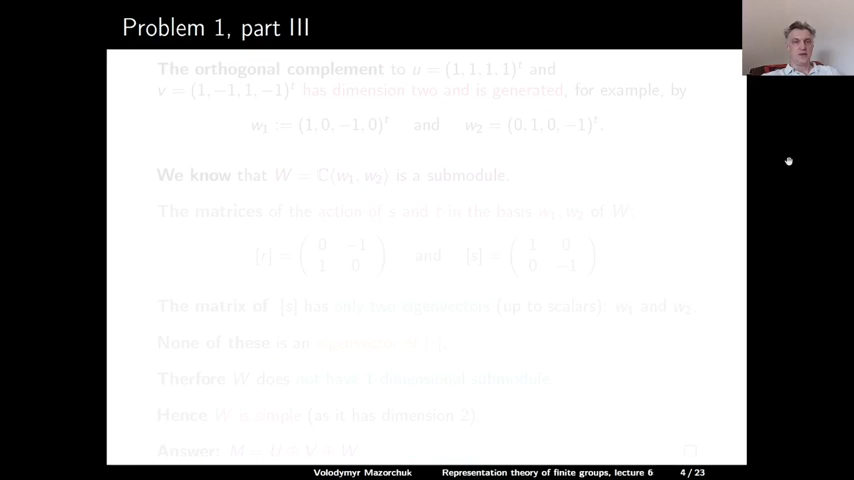 Problem 1, part III
The orthogonal complement to u = (1, 1, 1, 1)ᵗ and
v = (1, −1, 1, −1)ᵗ has dimension two and is generated, for example, by
w₁ := (1, 0, −1, 0)ᵗ and w₂ = (0, 1, 0, −1)ᵗ.
We know that W = ℂ⟨w₁, w₂⟩ is a submodule.
The matrices of the action of s and r in the basis w₁, w₂ of W:
[r] = ( 0 −1
1 0 ) and [s] = ( 1 0
0 −1 )
The matrix of [s] has only two eigenvectors (up to scalars): w₁ and w₂.
None of these is an eigenvector of [r].
Therfore W does not have 1-dimensional submodule.
Hence W is simple (as it has dimension 2).
Answer: M = U ⊕ V ⊕ W. □
Volodymyr Mazorchuk Representation theory of finite groups, lecture 6 4/23